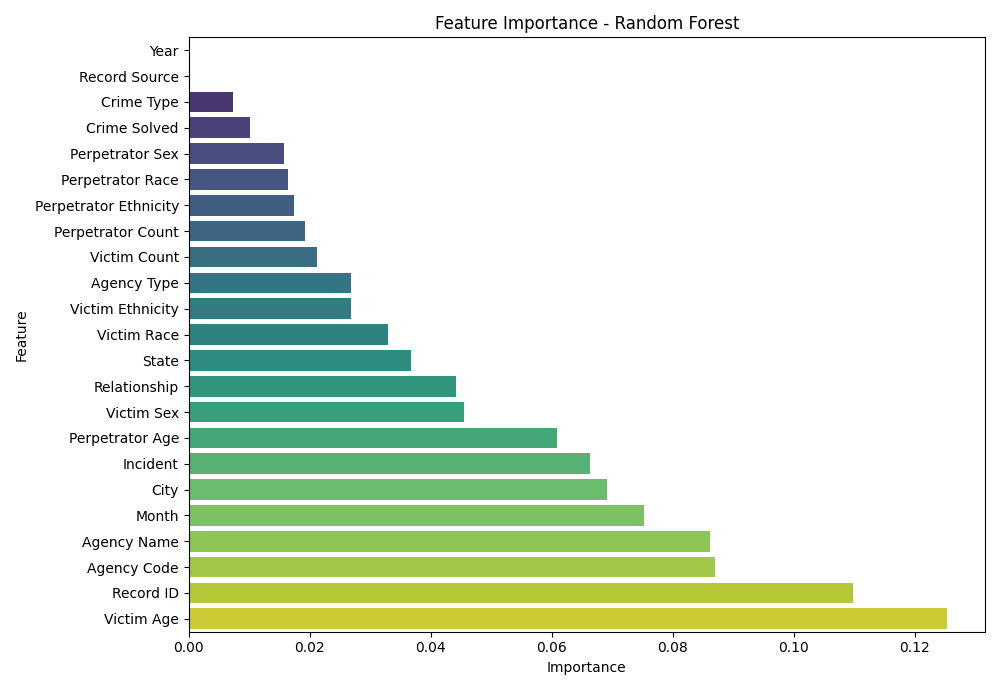 Feature Importance - Random Forest
Year
Record Source
Crime Type
Crime Solved
Perpetrator Sex
Perpetrator Race
Perpetrator Ethnicity
Perpetrator Count
Victim Count
Agency Type
Victim Ethnicity
Victim Race
State
Relationship
Victim Sex
Perpetrator Age
Incident
City
Month
Agency Name
Agency Code
Record ID
Victim Age
Feature
0.00 0.02 0.04 0.06 0.08 0.10 0.12
Importance